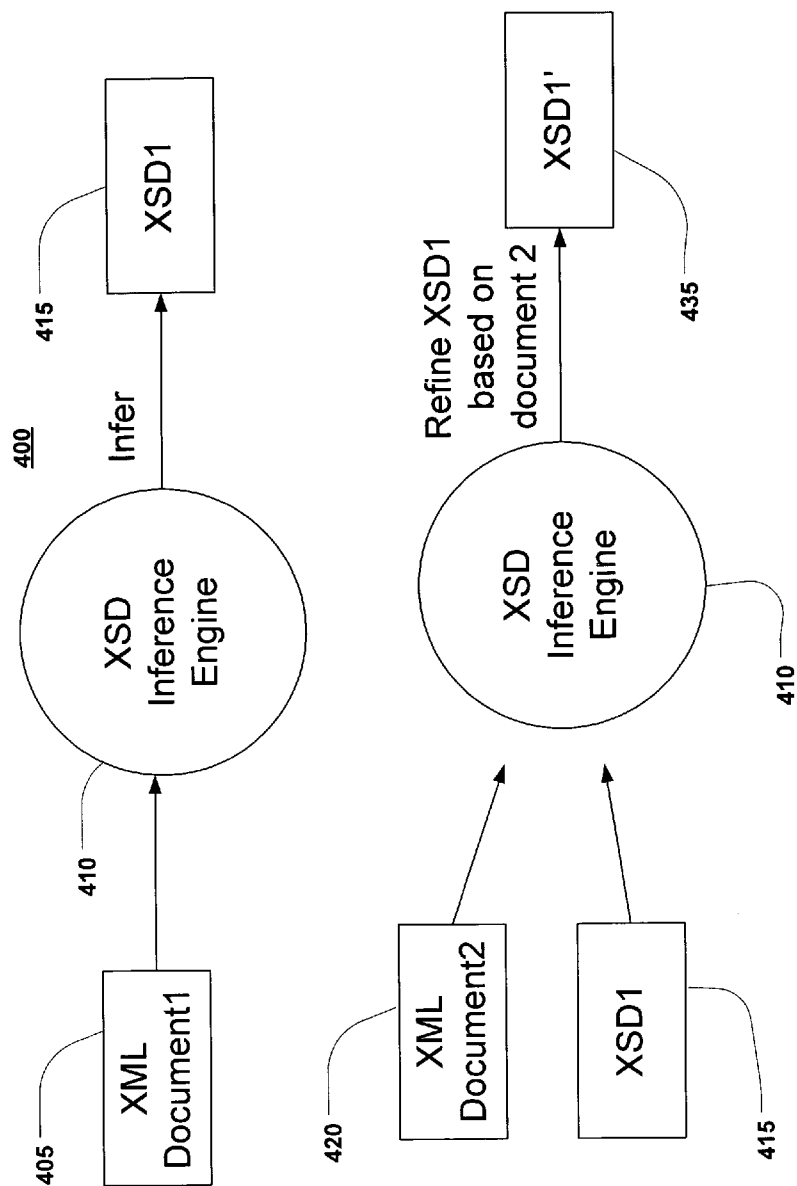 400
405
XML
Document1
410
XSD
Inference
Engine
Infer
415
XSD1
420
XML
Document2
XSD1
415
XSD
Inference
Engine
410
Refine XSD1
based on
document 2
XSD1'
435